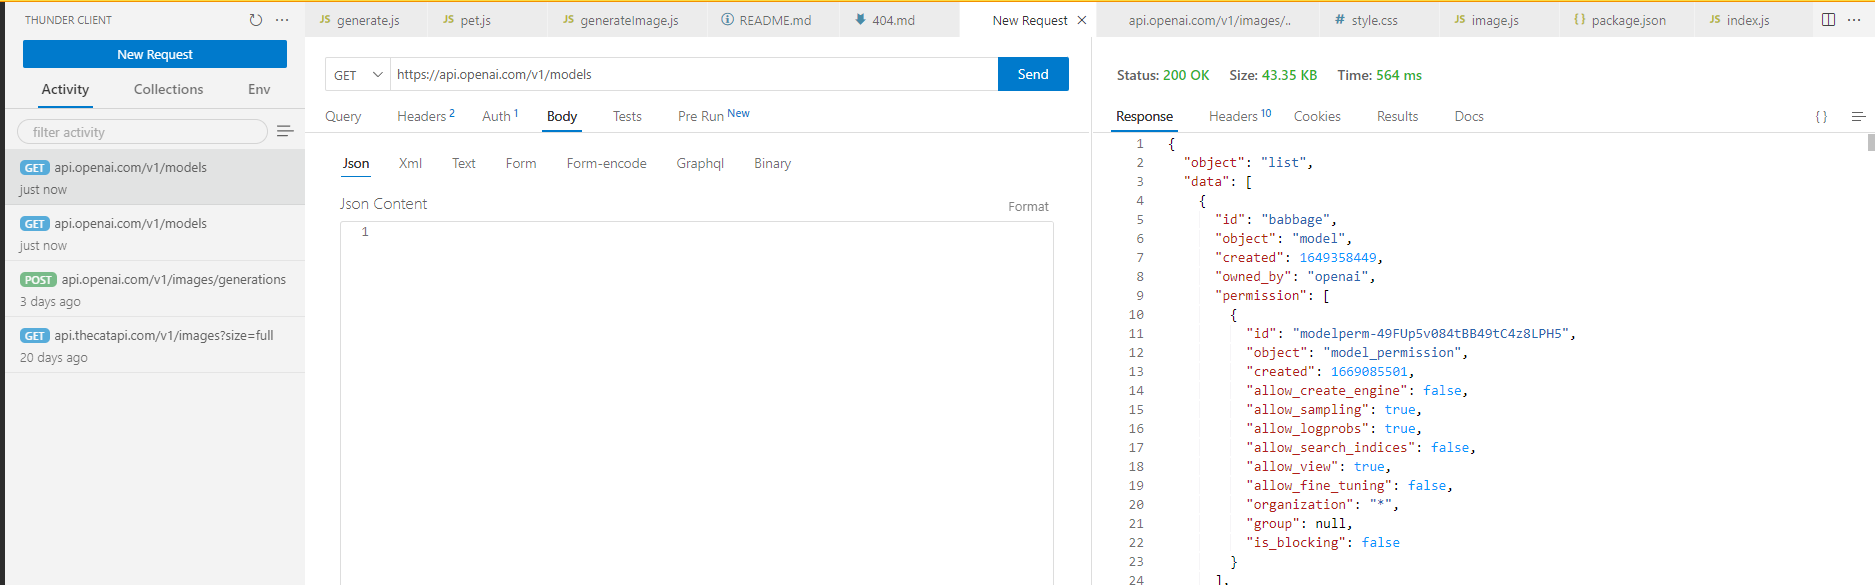 THUNDER CLIENT
New Request
Activity Collections Env
filter activity
GET api.openai.com/v1/models
just now
GET api.openai.com/v1/models
just now
POST api.openai.com/v1/images/generations
3 days ago
GET api.thecatapi.com/v1/images?size=full
20 days ago
JS generate.js JS pet.js JS generateImage.js README.md 404.md New Request api.openai.com/v1/images/.. # style.css JS image.js {} package.json JS index.js
GET https://api.openai.com/v1/models Send
Query Headers 2 Auth 1 Body Tests Pre Run New
Json Xml Text Form Form-encode Graphql Binary
Json Content Format
1
Status: 200 OK Size: 43.35 KB Time: 564 ms
Response Headers 10 Cookies Results Docs {}
1 {
2 "object": "list",
3 "data": [
4 {
5 "id": "babbage",
6 "object": "model",
7 "created": 1649358449,
8 "owned_by": "openai",
9 "permission": [
10 {
11 "id": "modelperm-49FUp5v084tBB49tC4z8LPH5",
12 "object": "model_permission",
13 "created": 1669085501,
14 "allow_create_engine": false,
15 "allow_sampling": true,
16 "allow_logprobs": true,
17 "allow_search_indices": false,
18 "allow_view": true,
19 "allow_fine_tuning": false,
20 "organization": "*",
21 "group": null,
22 "is_blocking": false
23 }
24 ],